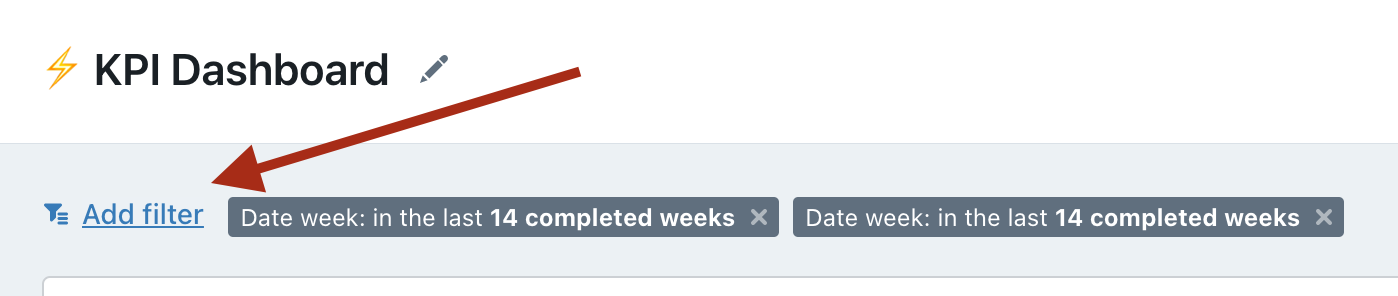 ⚡ KPI Dashboard
Add filter Date week: in the last 14 completed weeks × Date week: in the last 14 completed weeks ×